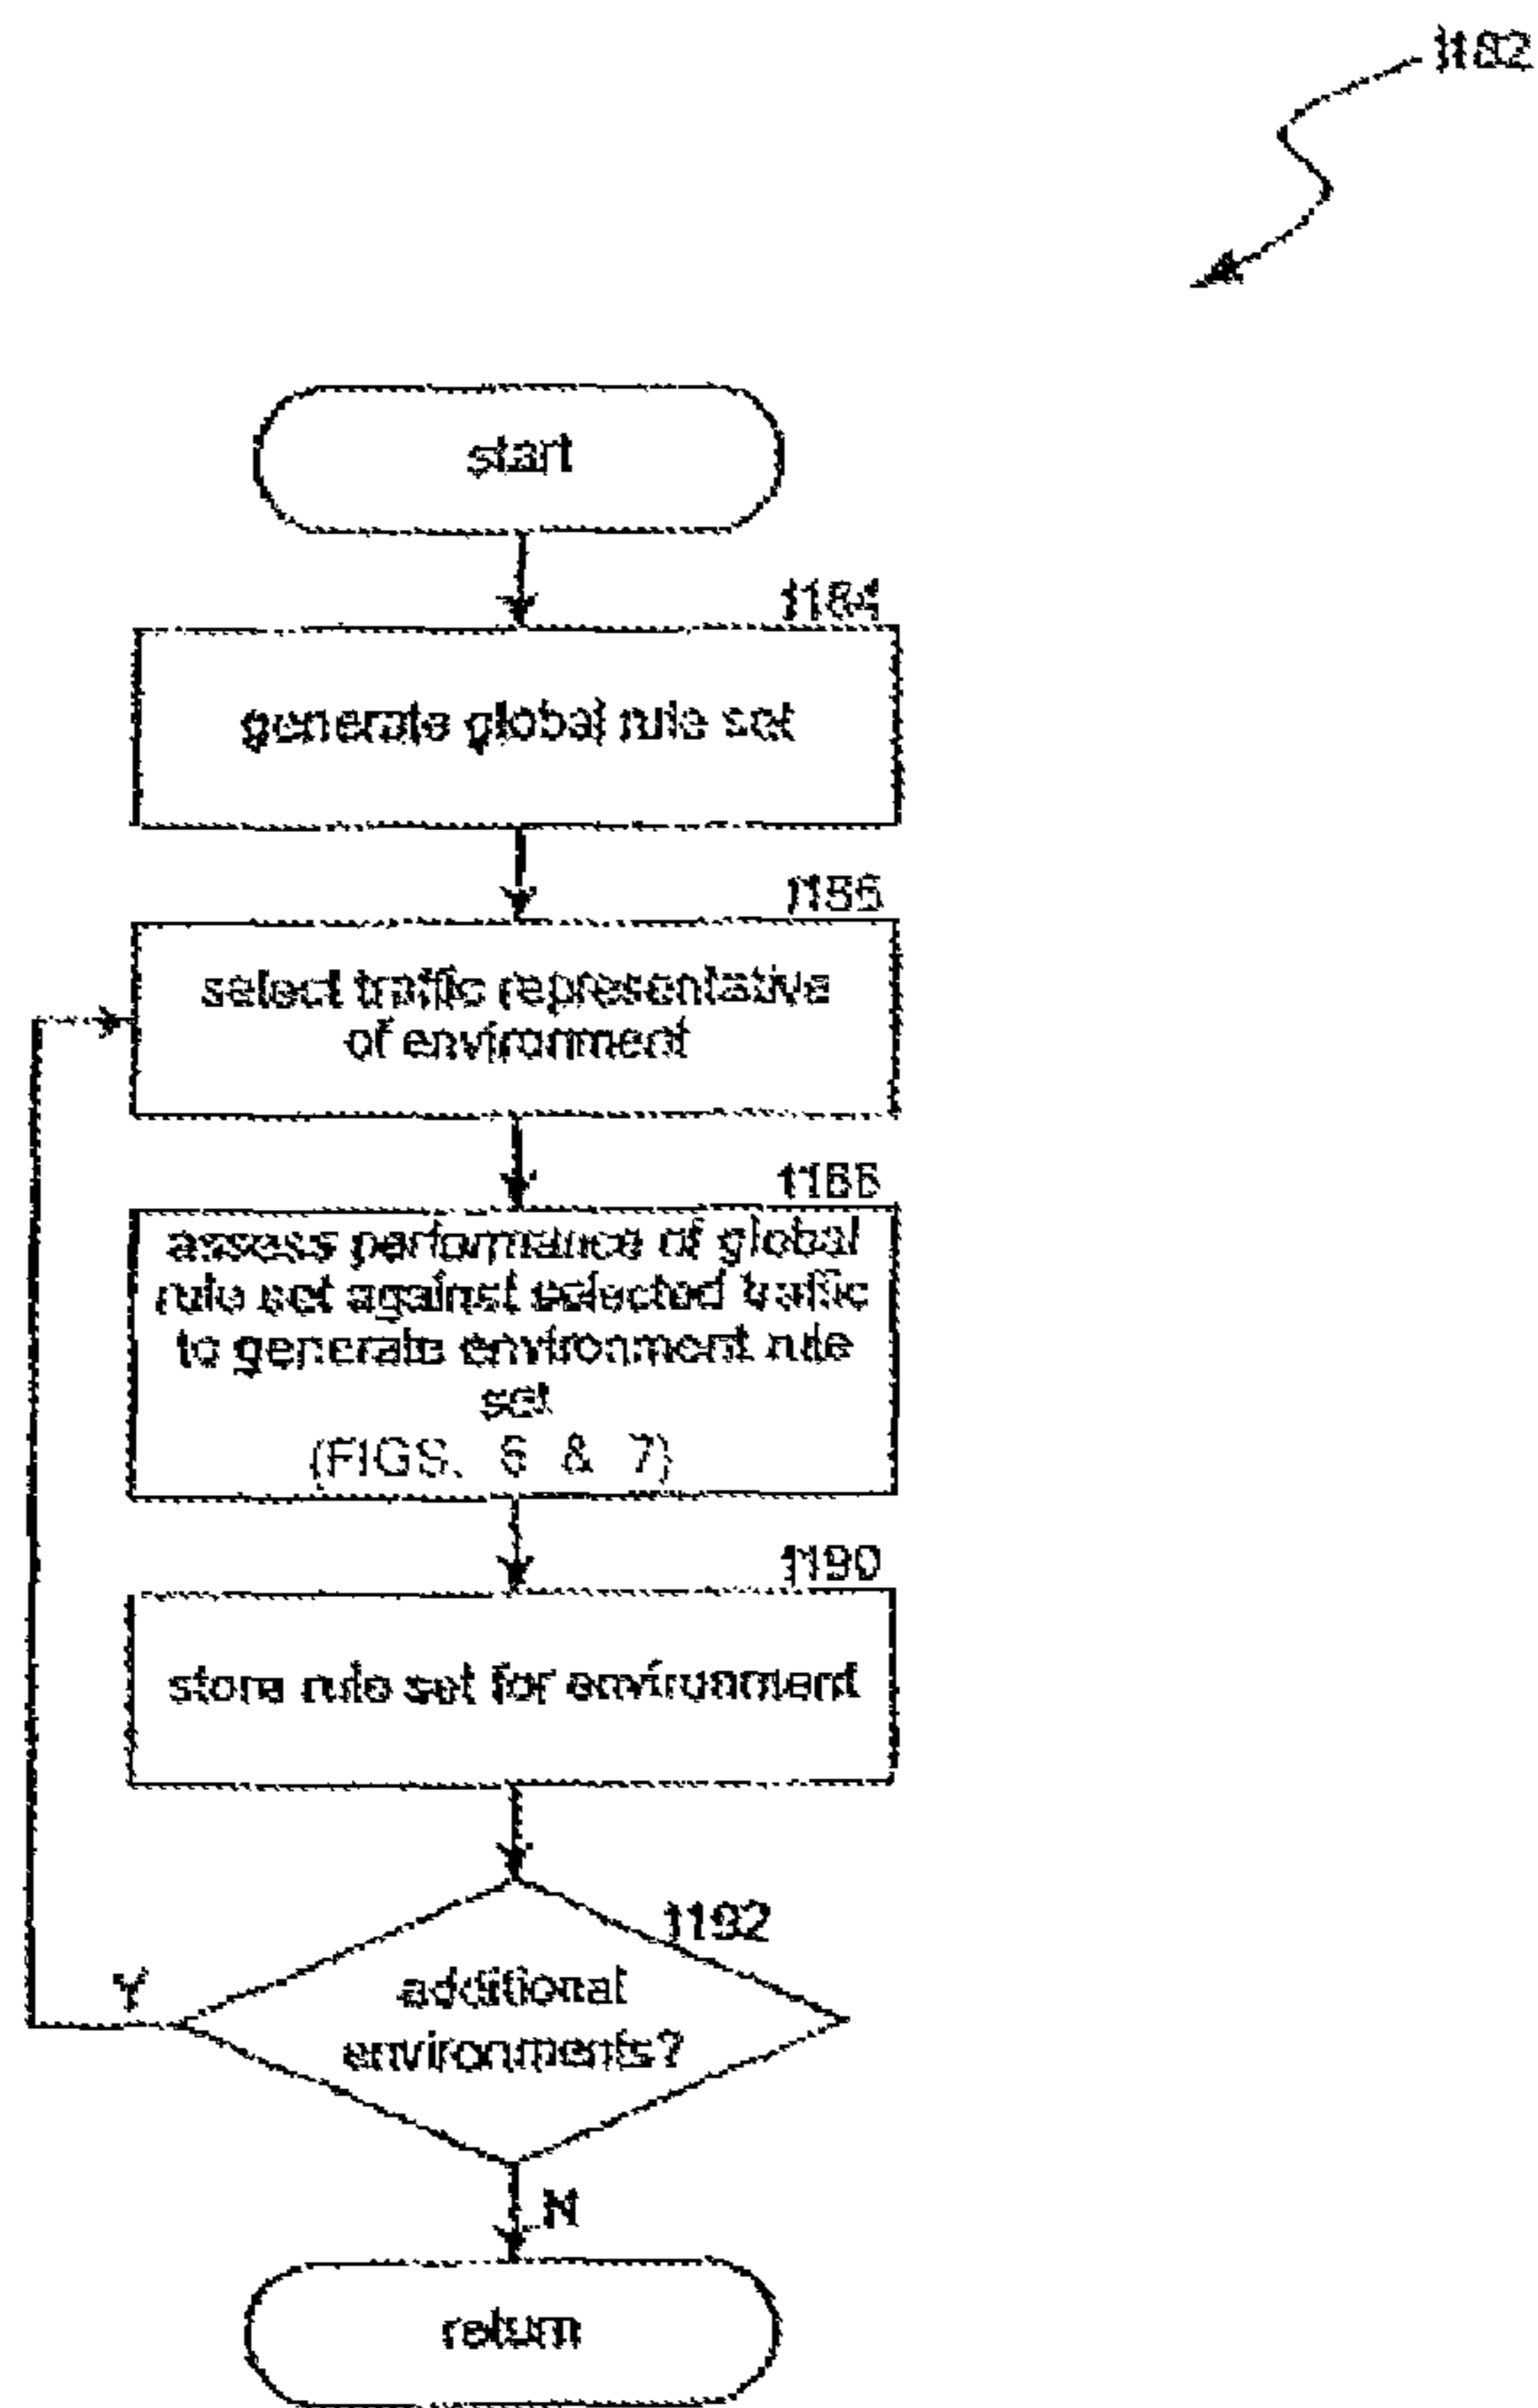 1182
start
1184
generate global rule set
1186
select traffic representative
of environment
assess performance of global
rule set against selected traffic
to generate environment rule
set
(FIGS. 6 & 7)
1190
store rule set for environment
1192
additional
environments?
Y
N
return